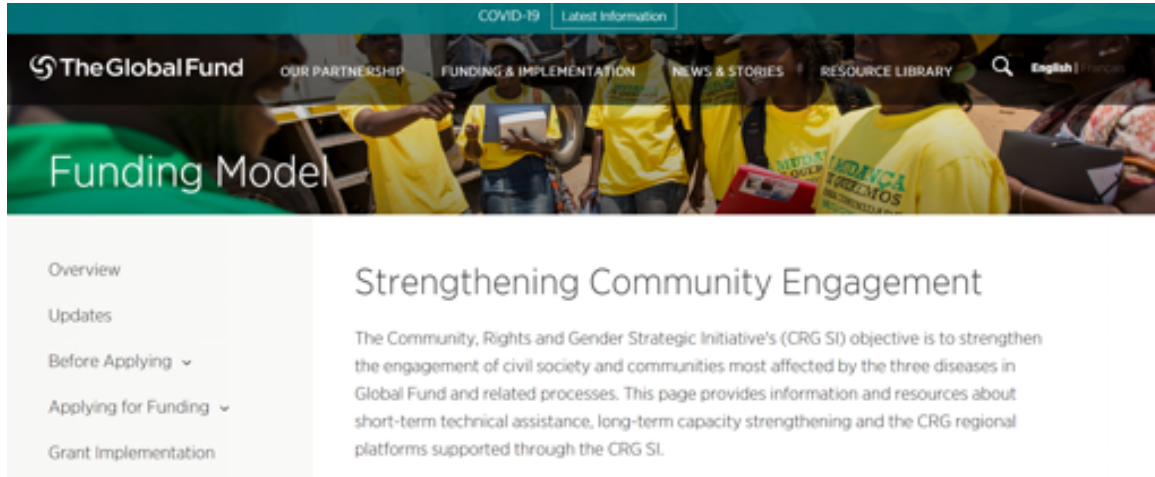 COVID-19 Latest Information
The Global Fund OUR PARTNERSHIP FUNDING & IMPLEMENTATION NEWS & STORIES RESOURCE LIBRARY English | Français
Funding Model
MUDANÇA
QUEREMOS
COMUNIDADE
Overview
Updates
Before Applying
Applying for Funding
Grant Implementation
Strengthening Community Engagement
The Community, Rights and Gender Strategic Initiative's (CRG SI) objective is to strengthen
the engagement of civil society and communities most affected by the three diseases in
Global Fund and related processes. This page provides information and resources about
short-term technical assistance, long-term capacity strengthening and the CRG regional
platforms supported through the CRG SI.